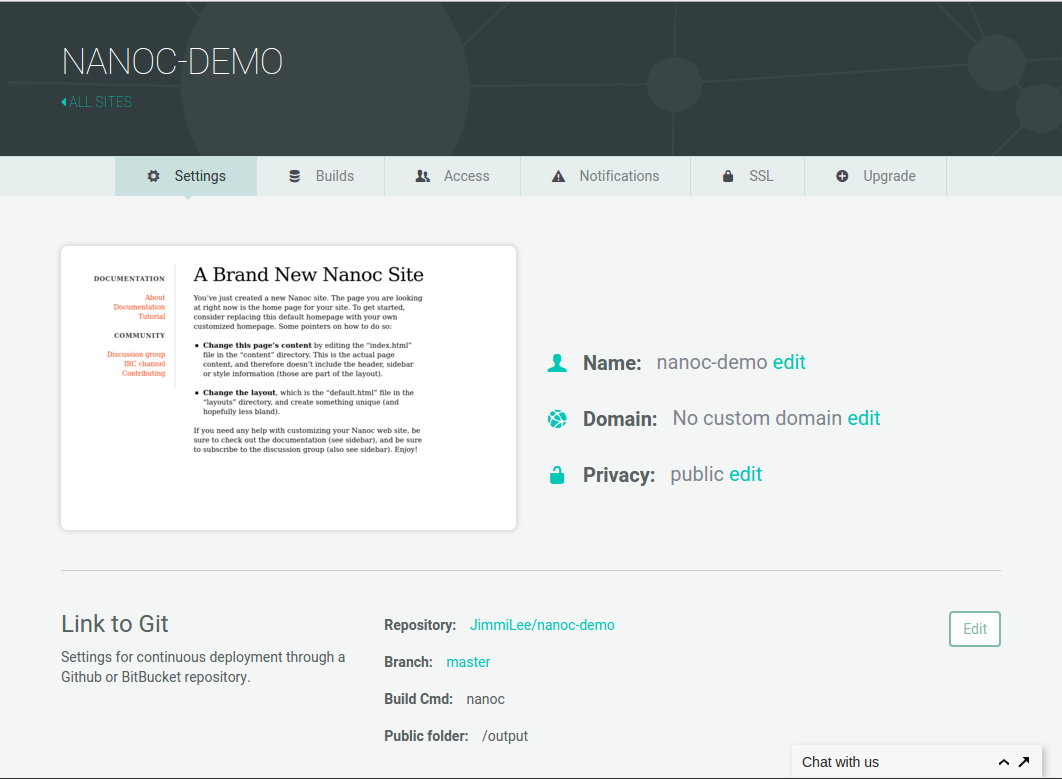 NANOC-DEMO
ALL SITES
Settings
Builds
Access
Notifications
SSL
Upgrade
DOCUMENTATION
About
Documentation
Tutorial
COMMUNITY
Discussion group
IRC channel
Contributing
A Brand New Nanoc Site
You've just created a new Nanoc site. The page you are looking
at right now is the home page for your site. To get started,
consider replacing this default homepage with your own
customized homepage. Some pointers on how to do so:
▪ Change this page's content by editing the “index.html”
file in the “content” directory. This is the actual page
content, and therefore doesn't include the header, sidebar
or style information (those are part of the layout).
▪ Change the layout, which is the “default.html” file in the
“layouts” directory, and create something unique (and
hopefully less bland).
If you need any help with customizing your Nanoc web site, be
sure to check out the documentation (see sidebar), and be sure
to subscribe to the discussion group (also see sidebar). Enjoy!
Name: nanoc-demo edit
Domain: No custom domain edit
Privacy: public edit
Link to Git
Settings for continuous deployment through a
Github or BitBucket repository.
Repository: JimmiLee/nanoc-demo
Branch: master
Build Cmd: nanoc
Public folder: /output
Edit
Chat with us